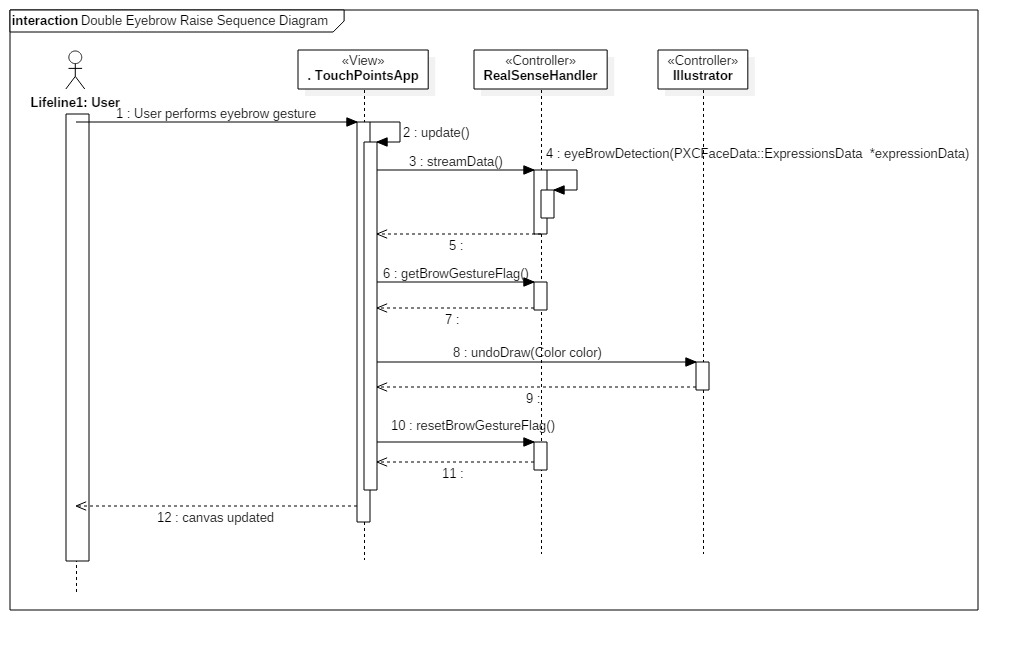 interaction Double Eyebrow Raise Sequence Diagram
«View»
. TouchPointsApp
«Controller»
RealSenseHandler
«Controller»
Illustrator
Lifeline1: User
1 : User performs eyebrow gesture
2 : update()
3 : streamData()
4 : eyeBrowDetection(PXCFaceData::ExpressionsData  *expressionData)
5 :
6 : getBrowGestureFlag()
7 :
8 : undoDraw(Color color)
9 :
10 : resetBrowGestureFlag()
11 :
12 : canvas updated